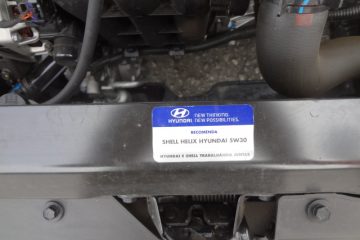 HYUNDAI
NEW THINKING.
NEW POSSIBILITIES.
RECOMENDA
SHELL HELIX HYUNDAI 5W30
HYUNDAI E SHELL TRABALHANDO JUNTAS